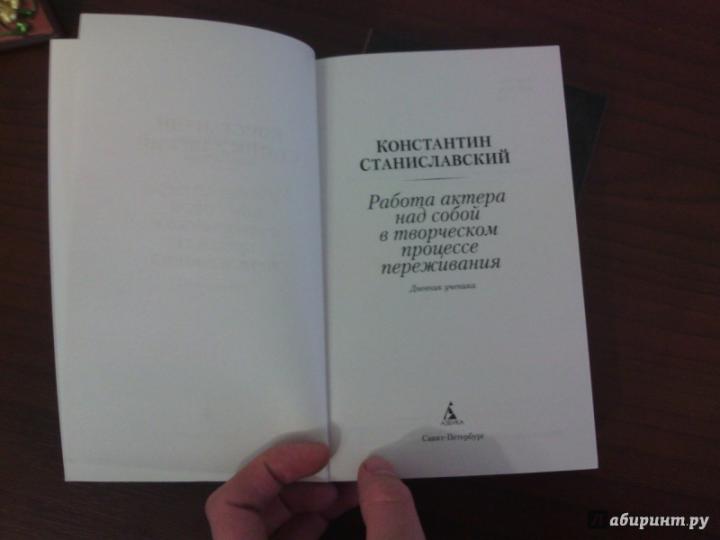 КОНСТАНТИН
СТАНИСЛАВСКИЙ
Работа актера
над собой
в творческом
процессе
переживания
Дневник ученика
АЗБУКА
Санкт-Петербург
Лабиринт.ру